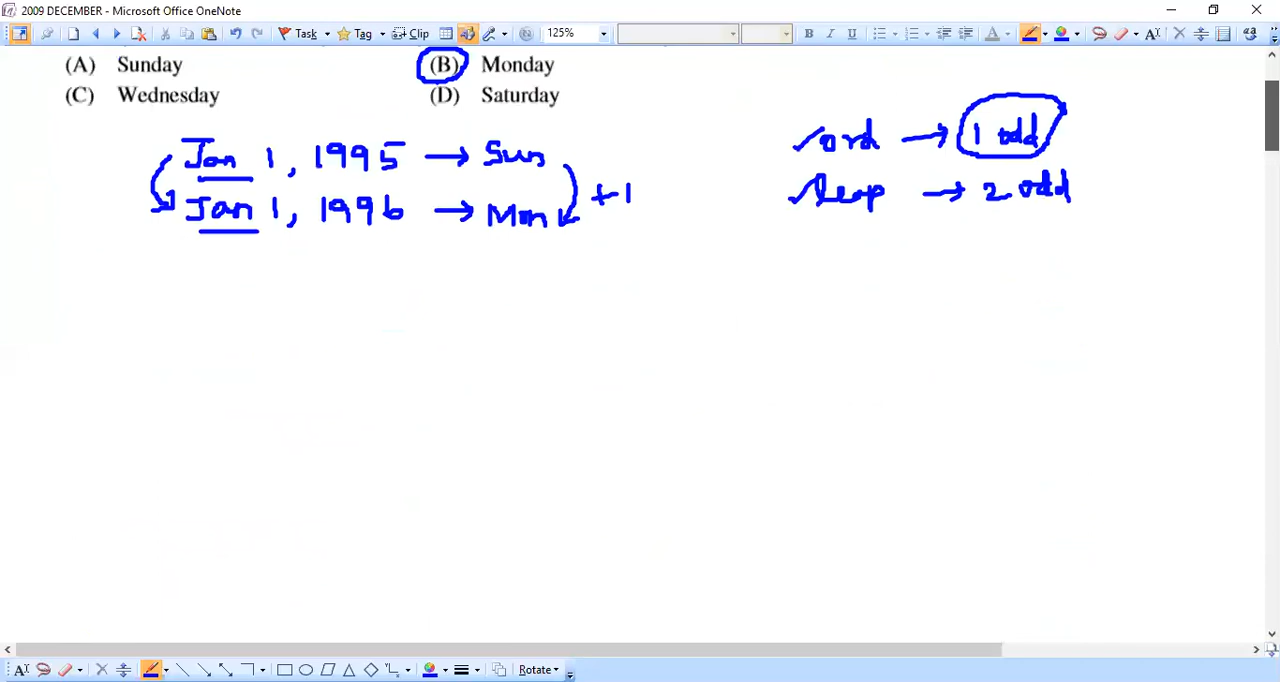 2009 DECEMBER - Microsoft Office OneNote
Task Tag Clip 125% B I U A
(A) Sunday (B) Monday
(C) Wednesday (D) Saturday
Jan 1, 1995 → Sun
Jan 1, 1996 → Mon
+1
ord → 1 odd
leap → 2 odd
Rotate